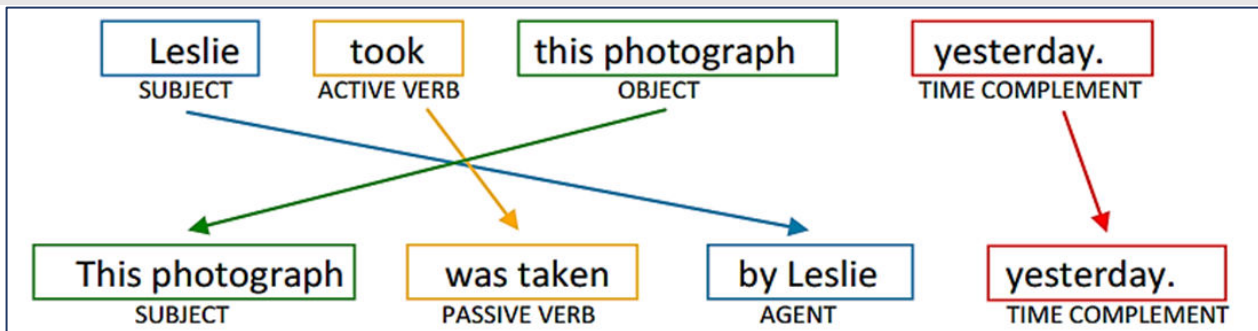 Leslie took this photograph yesterday.
SUBJECT ACTIVE VERB OBJECT TIME COMPLEMENT
This photograph was taken by Leslie yesterday.
SUBJECT PASSIVE VERB AGENT TIME COMPLEMENT